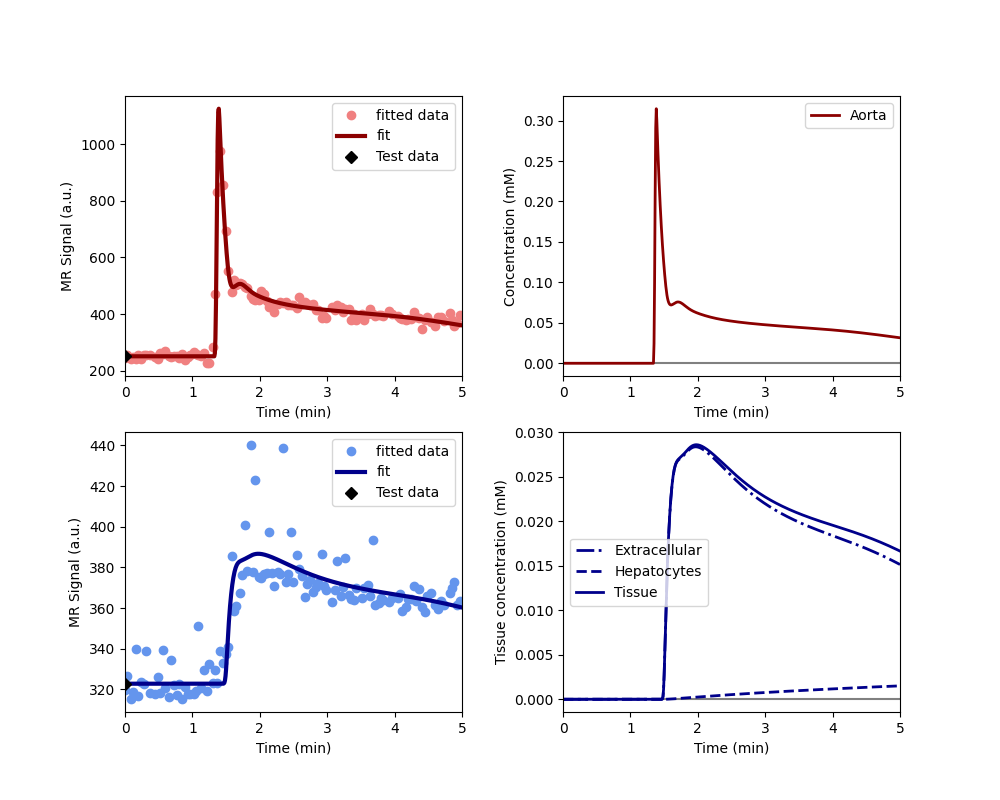 MR Signal (a.u.)
1000
800
600
400
200
fitted data
fit
Test data
0 1 2 3 4 5
Time (min)
Concentration (mM)
0.30
0.25
0.20
0.15
0.10
0.05
0.00
Aorta
0 1 2 3 4 5
Time (min)
MR Signal (a.u.)
440
420
400
380
360
340
320
fitted data
fit
Test data
0 1 2 3 4 5
Time (min)
Tissue concentration (mM)
0.030
0.025
0.020
0.015
0.010
0.005
0.000
Extracellular
Hepatocytes
Tissue
0 1 2 3 4 5
Time (min)